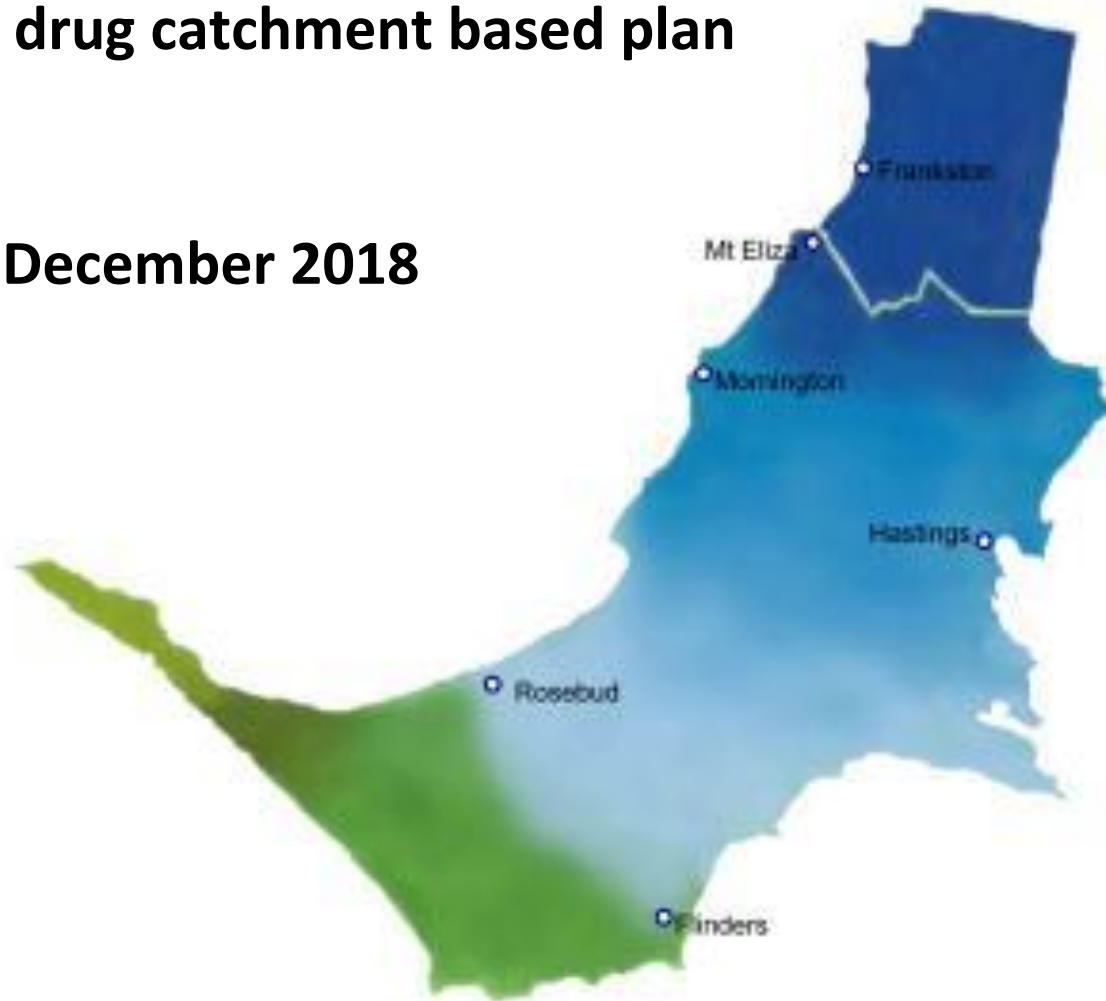 drug catchment based plan
Frankston
Mt Eliza
December 2018
Mornington
Hastings
Rosebud
Flinders